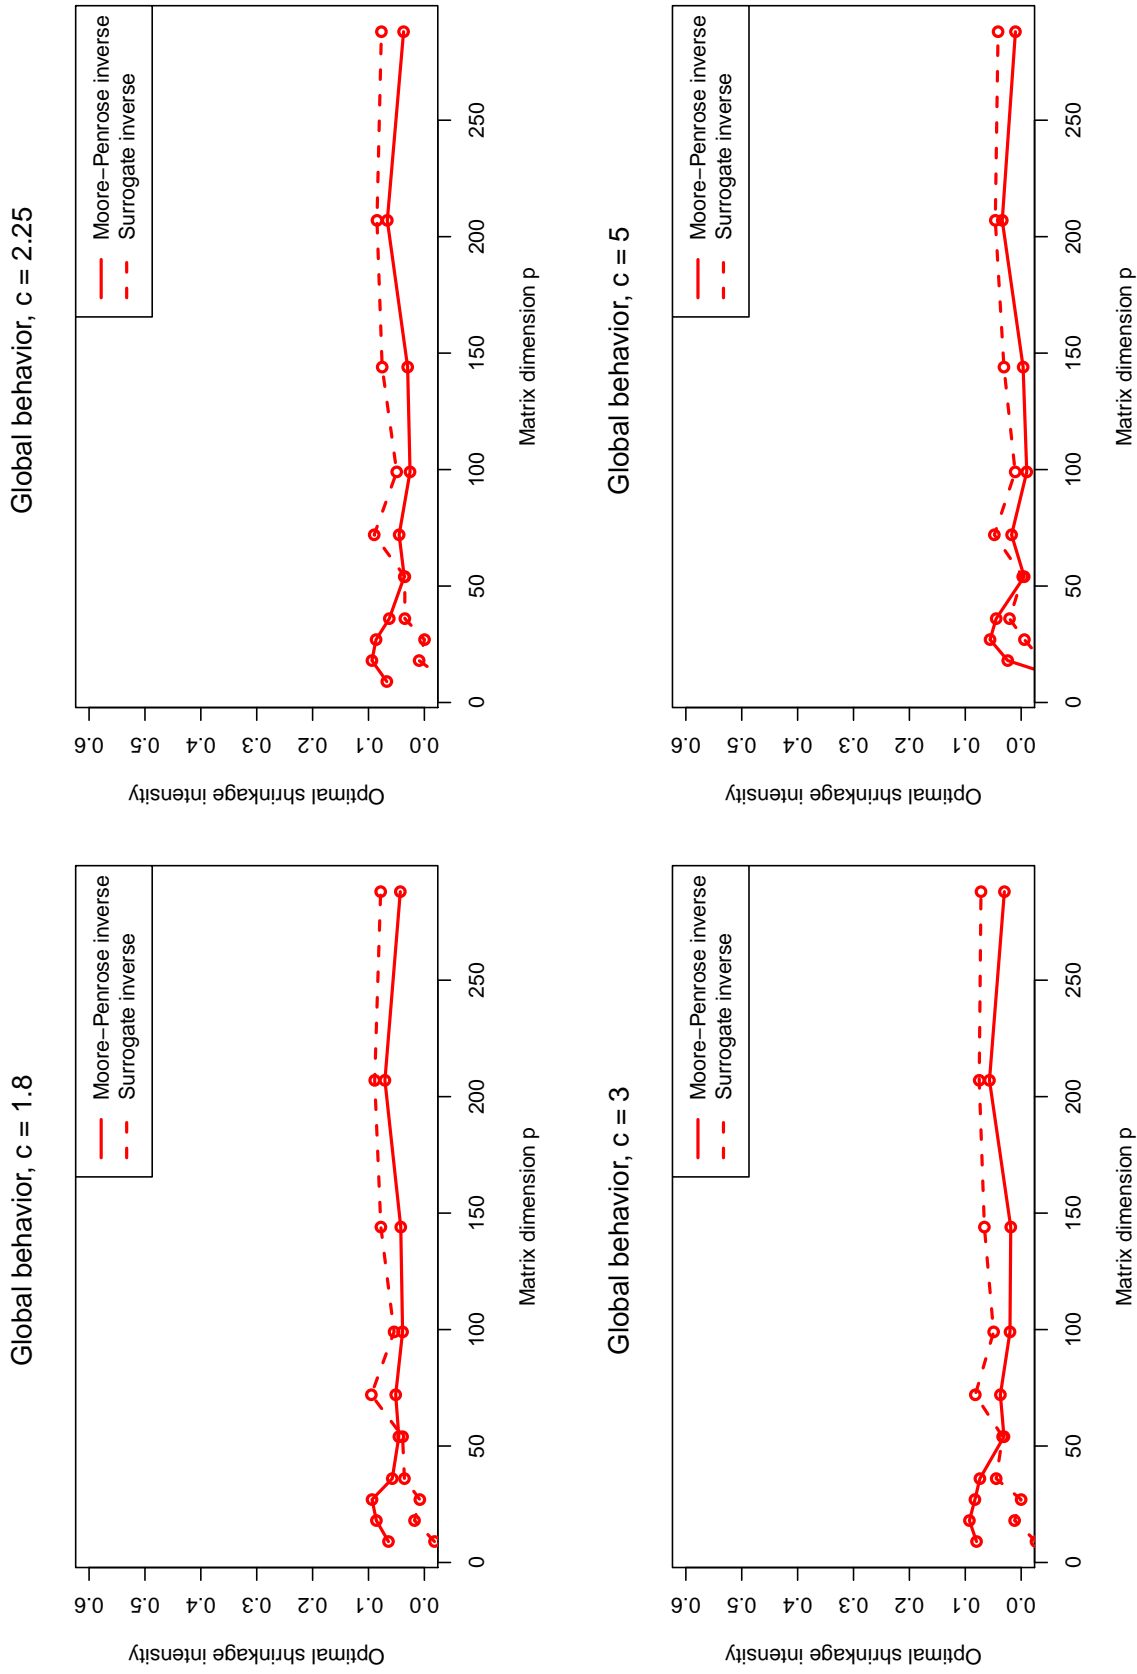 Global behavior, c = 1.8
Moore−Penrose inverse
Surrogate inverse
Optimal shrinkage intensity
0.0 0.1 0.2 0.3 0.4 0.5 0.6
0 50 100 150 200 250
Matrix dimension p
Global behavior, c = 2.25
Moore−Penrose inverse
Surrogate inverse
Optimal shrinkage intensity
0.0 0.1 0.2 0.3 0.4 0.5 0.6
0 50 100 150 200 250
Matrix dimension p
Global behavior, c = 3
Moore−Penrose inverse
Surrogate inverse
Optimal shrinkage intensity
0.0 0.1 0.2 0.3 0.4 0.5 0.6
0 50 100 150 200 250
Matrix dimension p
Global behavior, c = 5
Moore−Penrose inverse
Surrogate inverse
Optimal shrinkage intensity
0.0 0.1 0.2 0.3 0.4 0.5 0.6
0 50 100 150 200 250
Matrix dimension p